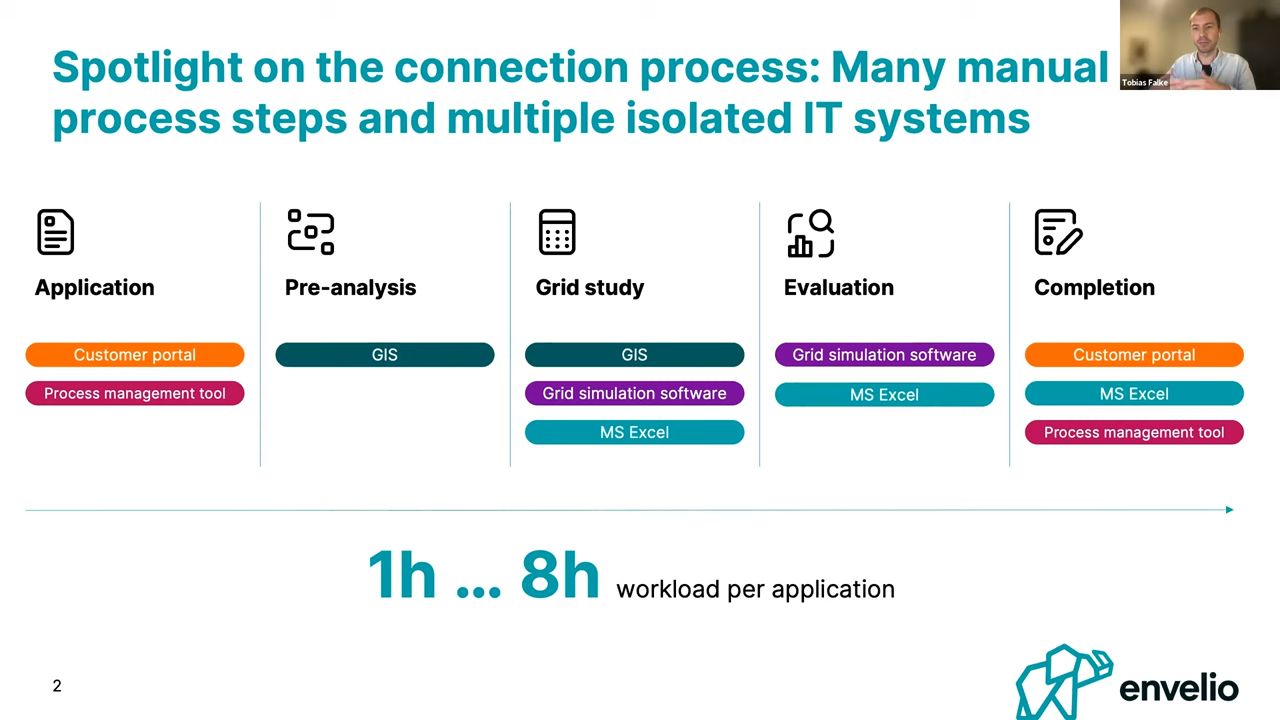 Spotlight on the connection process: Many manual
process steps and multiple isolated IT systems
Tobias Falke
Application
Customer portal
Process management tool
Pre-analysis
GIS
Grid study
GIS
Grid simulation software
MS Excel
Evaluation
Grid simulation software
MS Excel
Completion
Customer portal
MS Excel
Process management tool
1h ... 8h workload per application
2
envelio